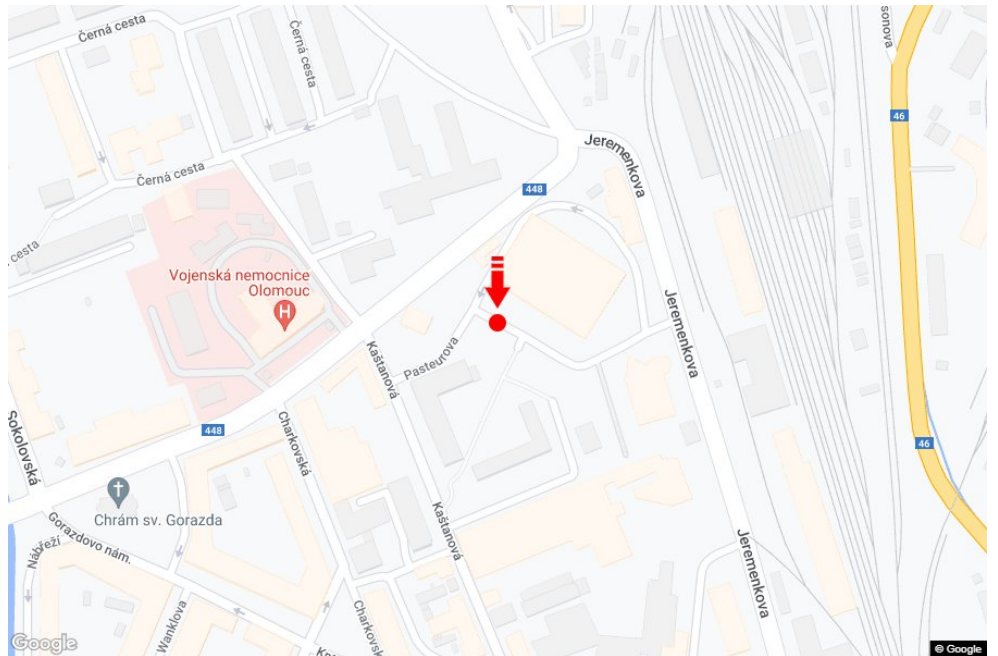 Černá cesta
Černá cesta
Černá cesta
cesta
sonova
46
Jeremenkova
448
Vojenská nemocnice
Olomouc
H
Pasteurova
Kaštanová
Jeremenkova
Sokolovská
448
Charkovská
46
Chrám sv. Gorazda
Gorazdovo nám.
Nábřeží
Kaštanová
Jeremenkova
Wanklova
Charkovská
Google
© Google